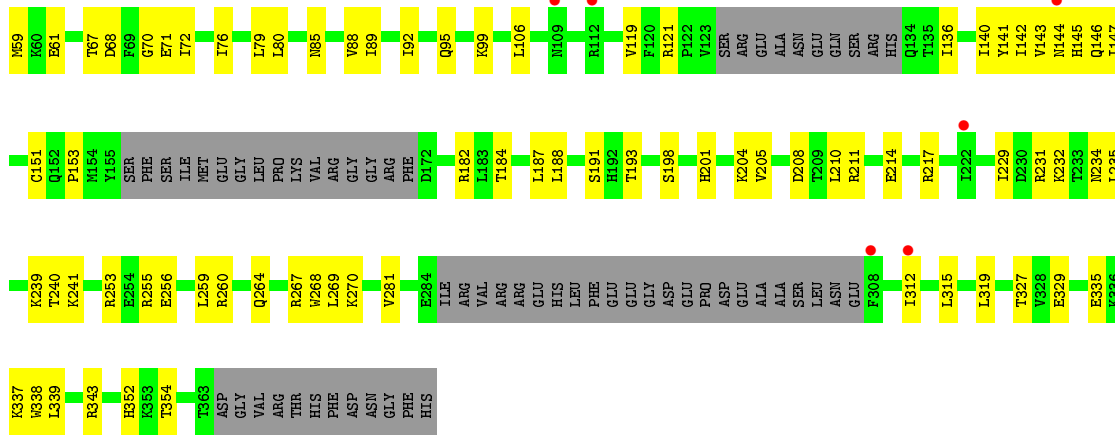 M59 K60 E61 T67 D68 F69 G70 E71 I72 I76 L79 L80 N85 V88 I89 I92 Q95 K99 L106 N109 R112 V119 F120 R121 P122 V123 SER ARG GLU ALA ASN GLU GLN SER ARG HIS Q134 T135 I136 I140 Y141 I142 V143 N144 H145 Q146
C151 Q152 P153 M154 Y155 SER PHE SER ILE MET GLU GLY LEU PRO LYS VAL ARG GLY GLY ARG PHE D172 R182 L183 T184 L187 L188 S191 H192 T193 S198 H201 K204 V205 D208 T209 L210 R211 E214 R217 I222 I229 D230 R231 K232 T233 N234
K239 T240 K241 R253 E254 R255 E256 L259 R260 Q264 R267 W268 L269 K270 V281 E284 ILE ARG VAL ARG ARG GLU HIS LEU PHE GLU GLU GLY ASP GLU PRO ASP GLU ALA ALA SER LEU ASN GLU F308 I312 L315 L319 T327 V328 E329 E335 K336
K337 W338 L339 R343 H352 K353 T354 T363 ASP GLY VAL ARG THR HIS PHE ASP ASN GLY PHE HIS